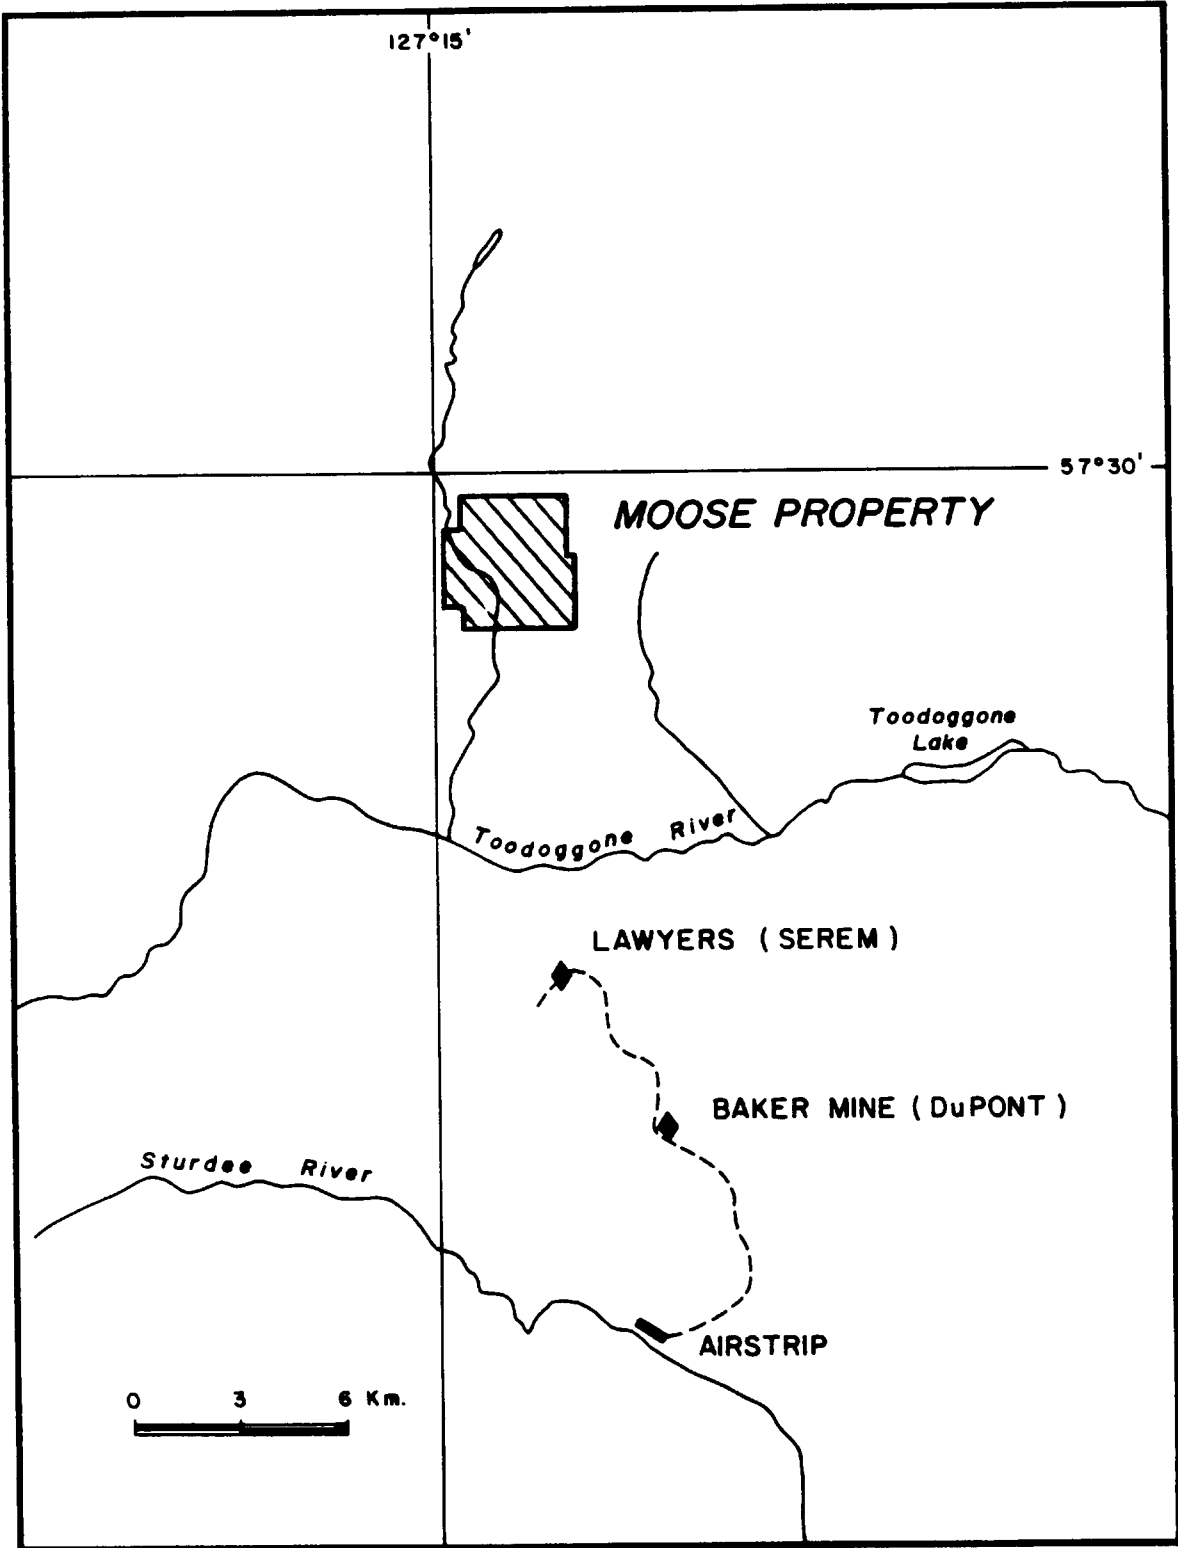 127°15'
57°30'
MOOSE PROPERTY
Toodoggone
Lake
Toodoggone River
LAWYERS (SEREM)
BAKER MINE (DuPONT)
Sturdee River
AIRSTRIP
0 3 6 Km.